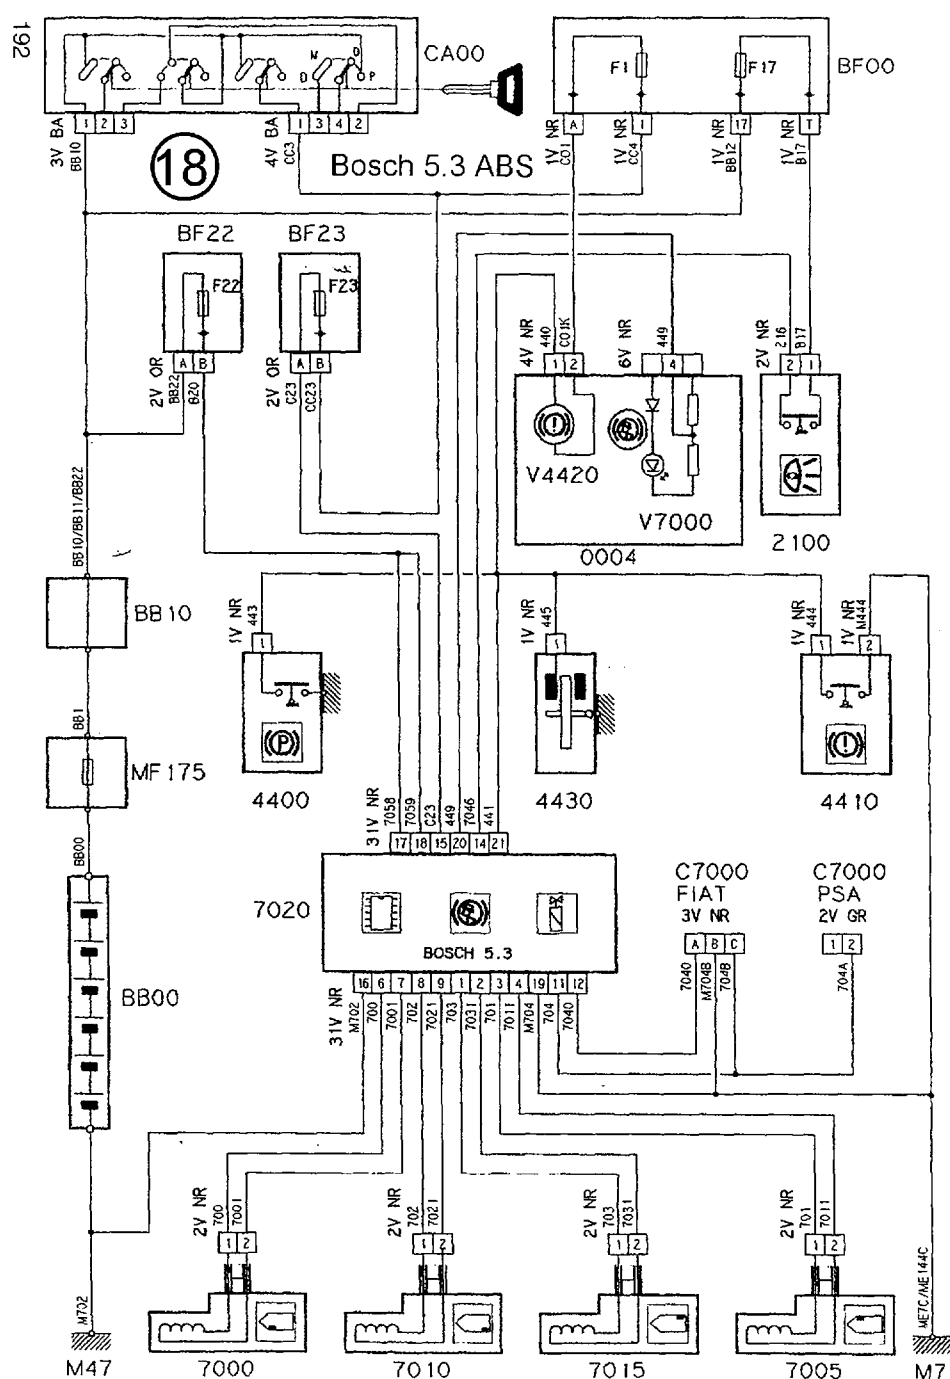 192
CA00
N
D
D
P
F1
F17
BF00
3V BA
BB10
1 2 3
4V BA
CC3
1 3 4 2
1V NR
C01
A
1V NR
CC4
1
1V NR
BB12
17
1V NR
B17
T
18
Bosch 5.3 ABS
BF22
BF23
F22
F23
2V OR
BB22
B20
A B
2V OR
C23
CC23
A B
4V NR
440
C01K
1 2
6V NR
449
4
2V NR
216
B17
2 1
V4420
V7000
0004
2100
BB10/BB11/BB22
BB10
1V NR
443
1
1V NR
445
1
1V NR
444
1
1V NR
M444
2
BB1
MF175
P
4400
4430
4410
BB00
31V NR
7058
7059
C23
449
7046
441
17 18 15 20 14 21
7020
BOSCH 5.3
C7000
FIAT
3V NR
A B C
7040
M704B
704B
C7000
PSA
2V GR
1 2
704A
BB00
31V NR
16 6 7 8 9 1 2 3 4 19 11 12
M702
700
7001
702
7021
703
7031
701
7011
M704
704
7040
2V NR
700
7001
1 2
2V NR
702
7021
1 2
2V NR
703
7031
1 2
2V NR
701
7011
1 2
M702
ME7C/ME144C
M47
7000
7010
7015
7005
M7